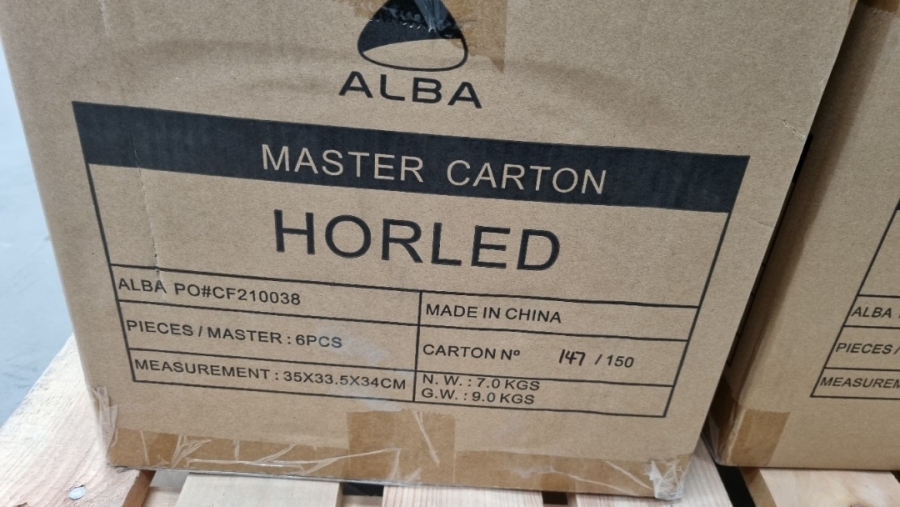 ALBA
MASTER CARTON
HORLED
ALBA PO#CF210038
MADE IN CHINA
PIECES / MASTER : 6PCS
CARTON Nº 147 / 150
MEASUREMENT : 35X33.5X34CM
N. W. : 7.0 KGS
G.W. : 9.0 KGS
ALBA
PIECES /